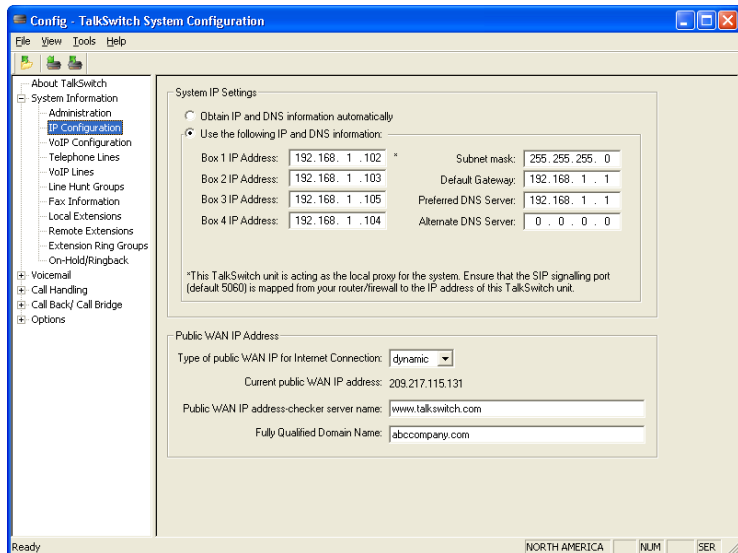 Config - TalkSwitch System Configuration
File View Tools Help
About TalkSwitch
System Information
Administration
IP Configuration
VoIP Configuration
Telephone Lines
VoIP Lines
Line Hunt Groups
Fax Information
Local Extensions
Remote Extensions
Extension Ring Groups
On-Hold/Ringback
Voicemail
Call Handling
Call Back/ Call Bridge
Options
System IP Settings
Obtain IP and DNS information automatically
Use the following IP and DNS information:
Box 1 IP Address: 192.168. 1 .102 * Subnet mask: 255.255.255. 0
Box 2 IP Address: 192.168. 1 .103 Default Gateway: 192.168. 1 . 1
Box 3 IP Address: 192.168. 1 .105 Preferred DNS Server: 192.168. 1 . 1
Box 4 IP Address: 192.168. 1 .104 Alternate DNS Server: 0 . 0 . 0 . 0
*This TalkSwitch unit is acting as the local proxy for the system. Ensure that the SIP signalling port
(default 5060) is mapped from your router/firewall to the IP address of this TalkSwitch unit.
Public WAN IP Address
Type of public WAN IP for Internet Connection: dynamic
Current public WAN IP address: 209.217.115.131
Public WAN IP address-checker server name: www.talkswitch.com
Fully Qualified Domain Name: abccompany.com
Ready NORTH AMERICA NUM SER